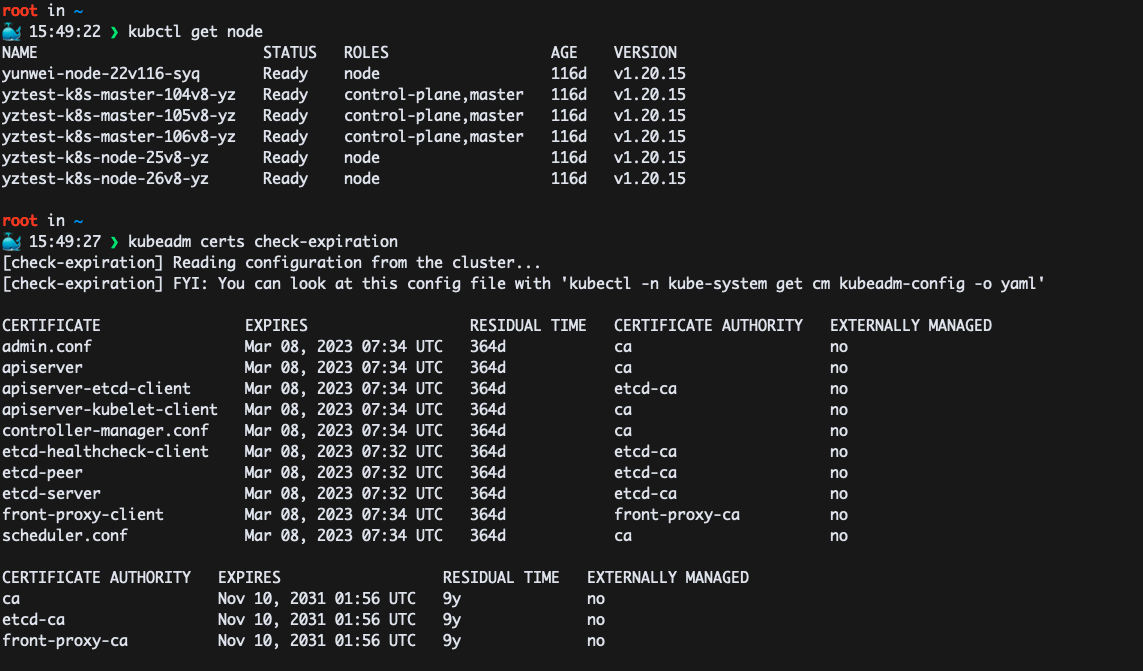 root in ~
15:49:22 ❯ kubctl get node
NAME STATUS ROLES AGE VERSION
yunwei-node-22v116-syq Ready node 116d v1.20.15
yztest-k8s-master-104v8-yz Ready control-plane,master 116d v1.20.15
yztest-k8s-master-105v8-yz Ready control-plane,master 116d v1.20.15
yztest-k8s-master-106v8-yz Ready control-plane,master 116d v1.20.15
yztest-k8s-node-25v8-yz Ready node 116d v1.20.15
yztest-k8s-node-26v8-yz Ready node 116d v1.20.15
root in ~
15:49:27 ❯ kubeadm certs check-expiration
[check-expiration] Reading configuration from the cluster...
[check-expiration] FYI: You can look at this config file with 'kubectl -n kube-system get cm kubeadm-config -o yaml'
CERTIFICATE EXPIRES RESIDUAL TIME CERTIFICATE AUTHORITY EXTERNALLY MANAGED
admin.conf Mar 08, 2023 07:34 UTC 364d ca no
apiserver Mar 08, 2023 07:34 UTC 364d ca no
apiserver-etcd-client Mar 08, 2023 07:34 UTC 364d etcd-ca no
apiserver-kubelet-client Mar 08, 2023 07:34 UTC 364d ca no
controller-manager.conf Mar 08, 2023 07:34 UTC 364d ca no
etcd-healthcheck-client Mar 08, 2023 07:32 UTC 364d etcd-ca no
etcd-peer Mar 08, 2023 07:32 UTC 364d etcd-ca no
etcd-server Mar 08, 2023 07:32 UTC 364d etcd-ca no
front-proxy-client Mar 08, 2023 07:34 UTC 364d front-proxy-ca no
scheduler.conf Mar 08, 2023 07:34 UTC 364d ca no
CERTIFICATE AUTHORITY EXPIRES RESIDUAL TIME EXTERNALLY MANAGED
ca Nov 10, 2031 01:56 UTC 9y no
etcd-ca Nov 10, 2031 01:56 UTC 9y no
front-proxy-ca Nov 10, 2031 01:56 UTC 9y no